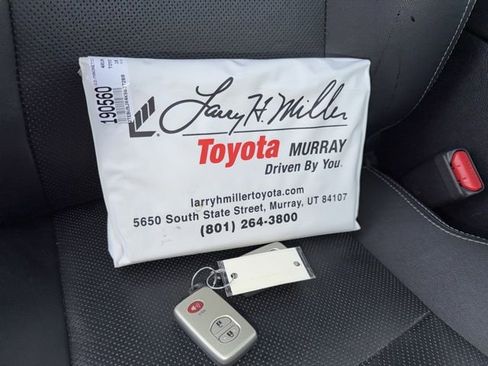 190560
Larry H. Miller
Toyota MURRAY
Driven By You.
larryhmillertoyota.com
5650 South State Street, Murray, UT 84107
(801) 264-3800